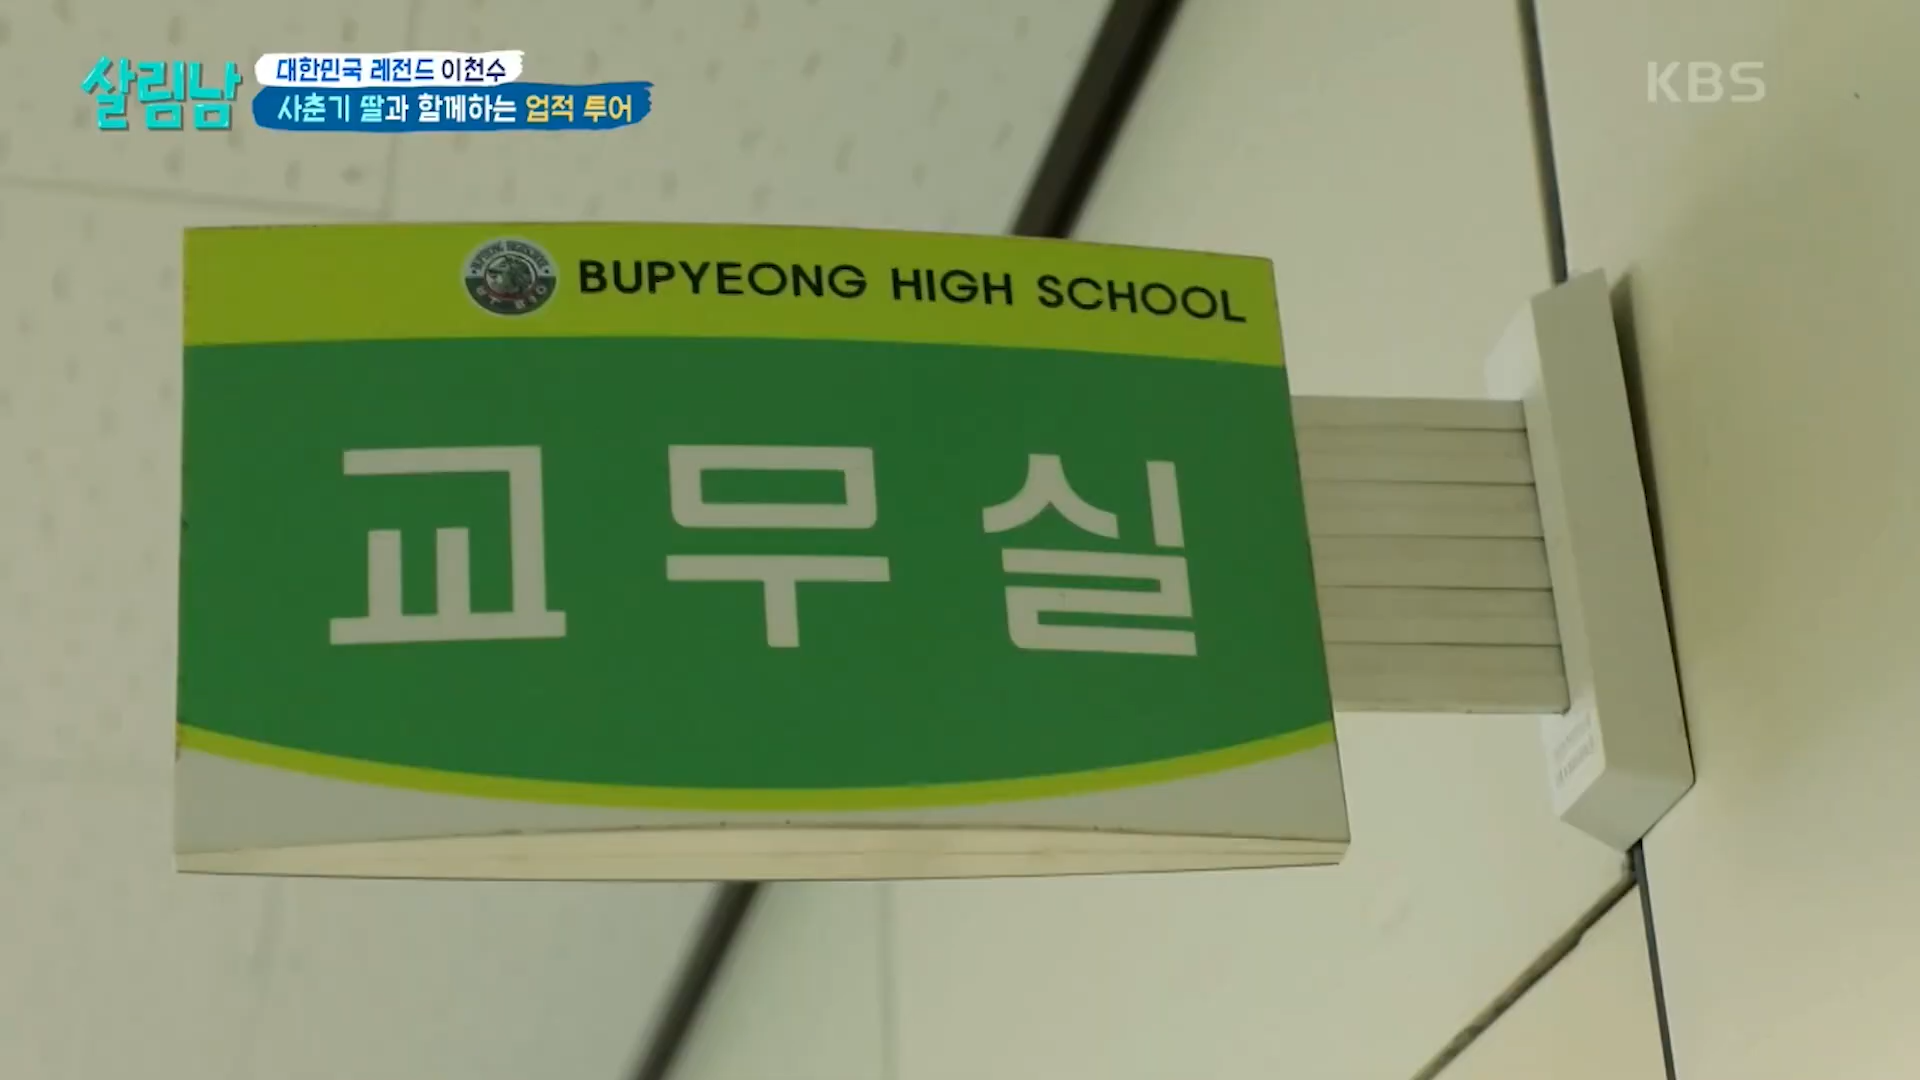 살림남
대한민국 레전드 이천수
사춘기 딸과 함께하는 업적 투어
KBS
BUPYEONG HIGH SCHOOL
교무실